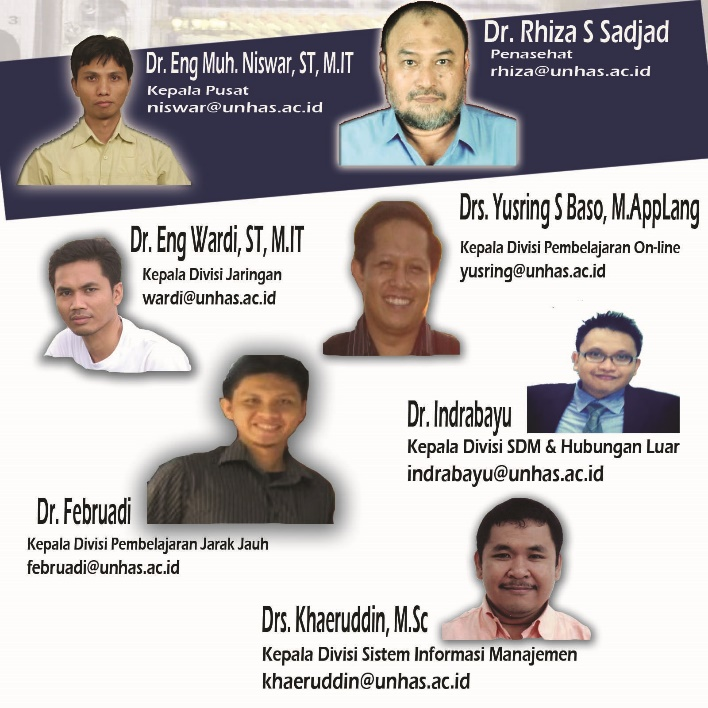 Dr. Eng Muh. Niswar, ST, M.IT
Kepala Pusat
niswar@unhas.ac.id
Dr. Rhiza S Sadjad
Penasehat
rhiza@unhas.ac.id
Dr. Eng Wardi, ST, M.IT
Kepala Divisi Jaringan
wardi@unhas.ac.id
Drs. Yusring S Baso, M.AppLang
Kepala Divisi Pembelajaran On-line
yusring@unhas.ac.id
Dr. Indrabayu
Kepala Divisi SDM & Hubungan Luar
indrabayu@unhas.ac.id
Dr. Februadi
Kepala Divisi Pembelajaran Jarak Jauh
februadi@unhas.ac.id
Drs. Khaeruddin, M.Sc
Kepala Divisi Sistem Informasi Manajemen
khaeruddin@unhas.ac.id